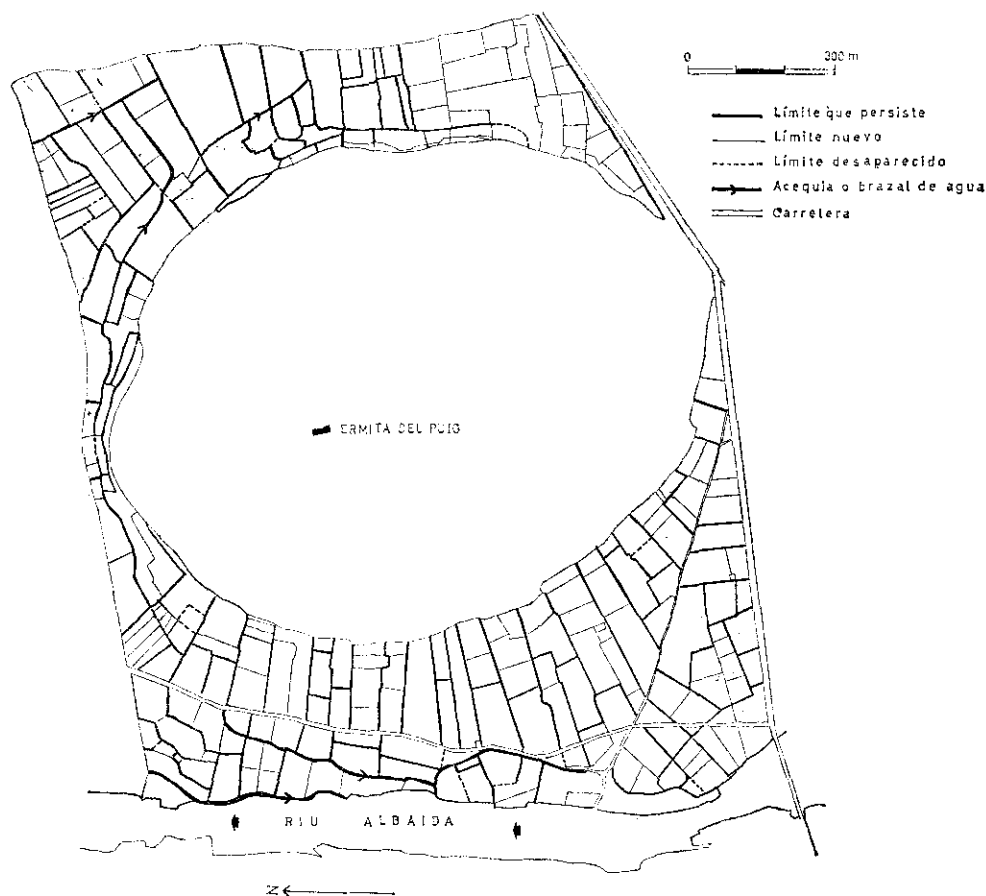 0 300 m
Límite que persiste
Límite nuevo
Límite desaparecido
Acequia o brazal de agua
Carretera
ERMITA DEL PUIG
RIU ALBAIDA
N